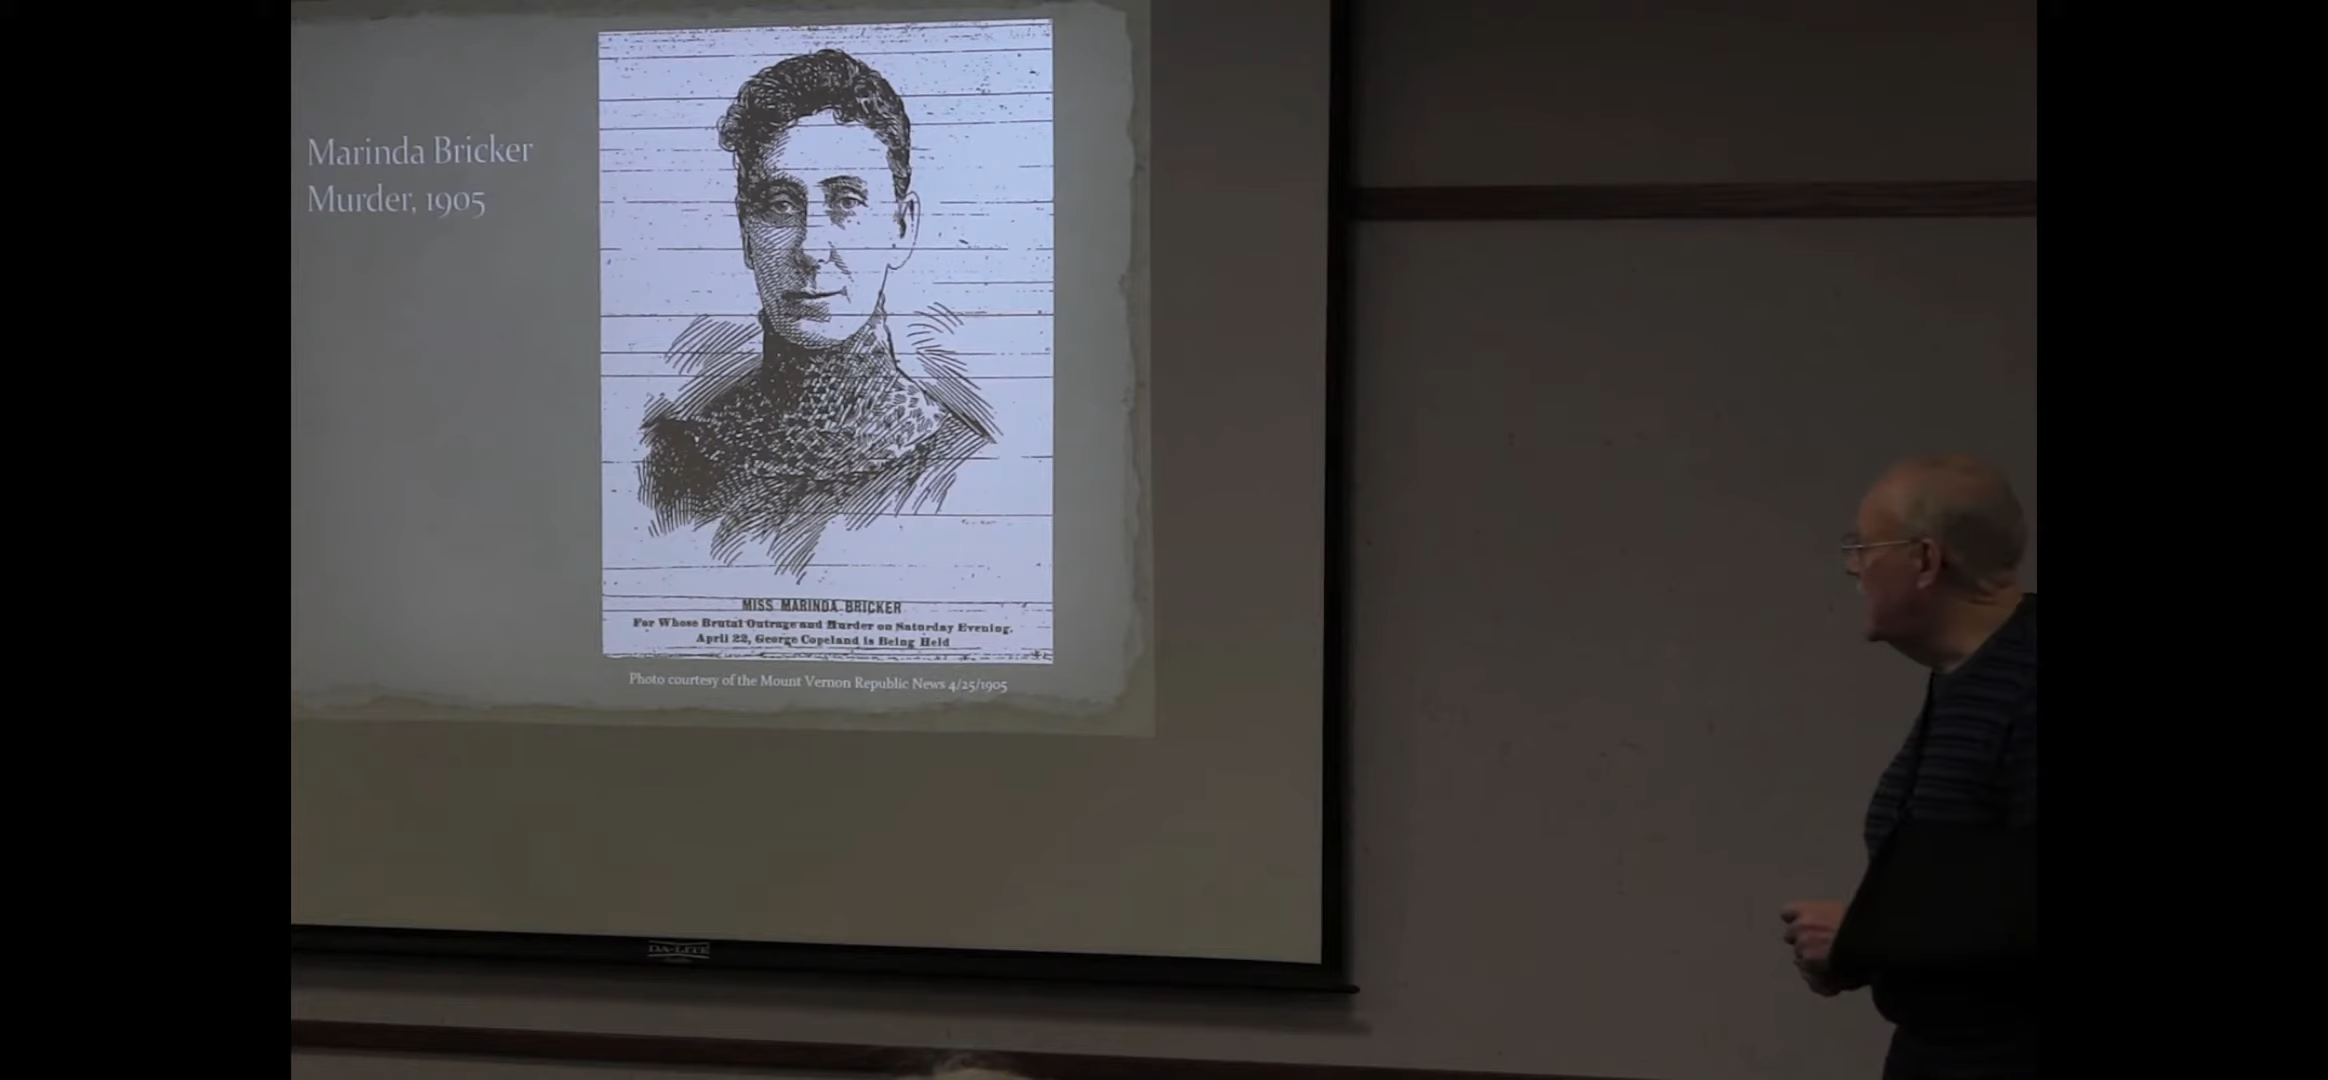 Marinda Bricker
Murder, 1905
MISS MARINDA BRICKER
For Whose Brutal Outrage and Murder on Saturday Evening,
April 22, George Copeland is Being Held
Photo courtesy of the Mount Vernon Republic News 4/25/1905
DA-LITE